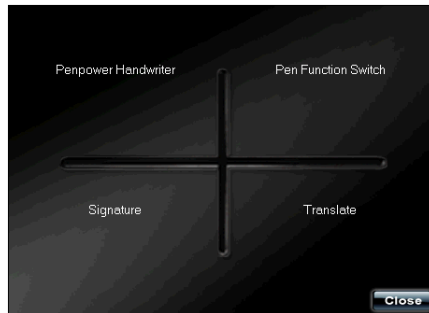 Penpower Handwriter
Pen Function Switch
Signature
Translate
Close